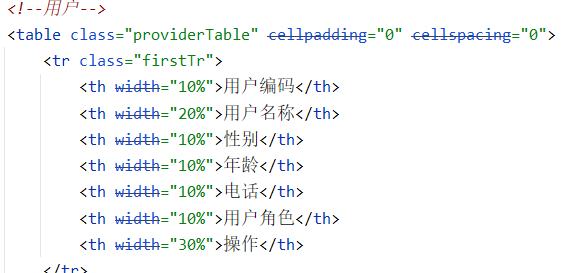 <!--用户-->
<table class="providerTable" cellpadding="0" cellspacing="0">
<tr class="firstTr">
<th width="10%">用户编码</th>
<th width="20%">用户名称</th>
<th width="10%">性别</th>
<th width="10%">年龄</th>
<th width="10%">电话</th>
<th width="10%">用户角色</th>
<th width="30%">操作</th>
</tr>